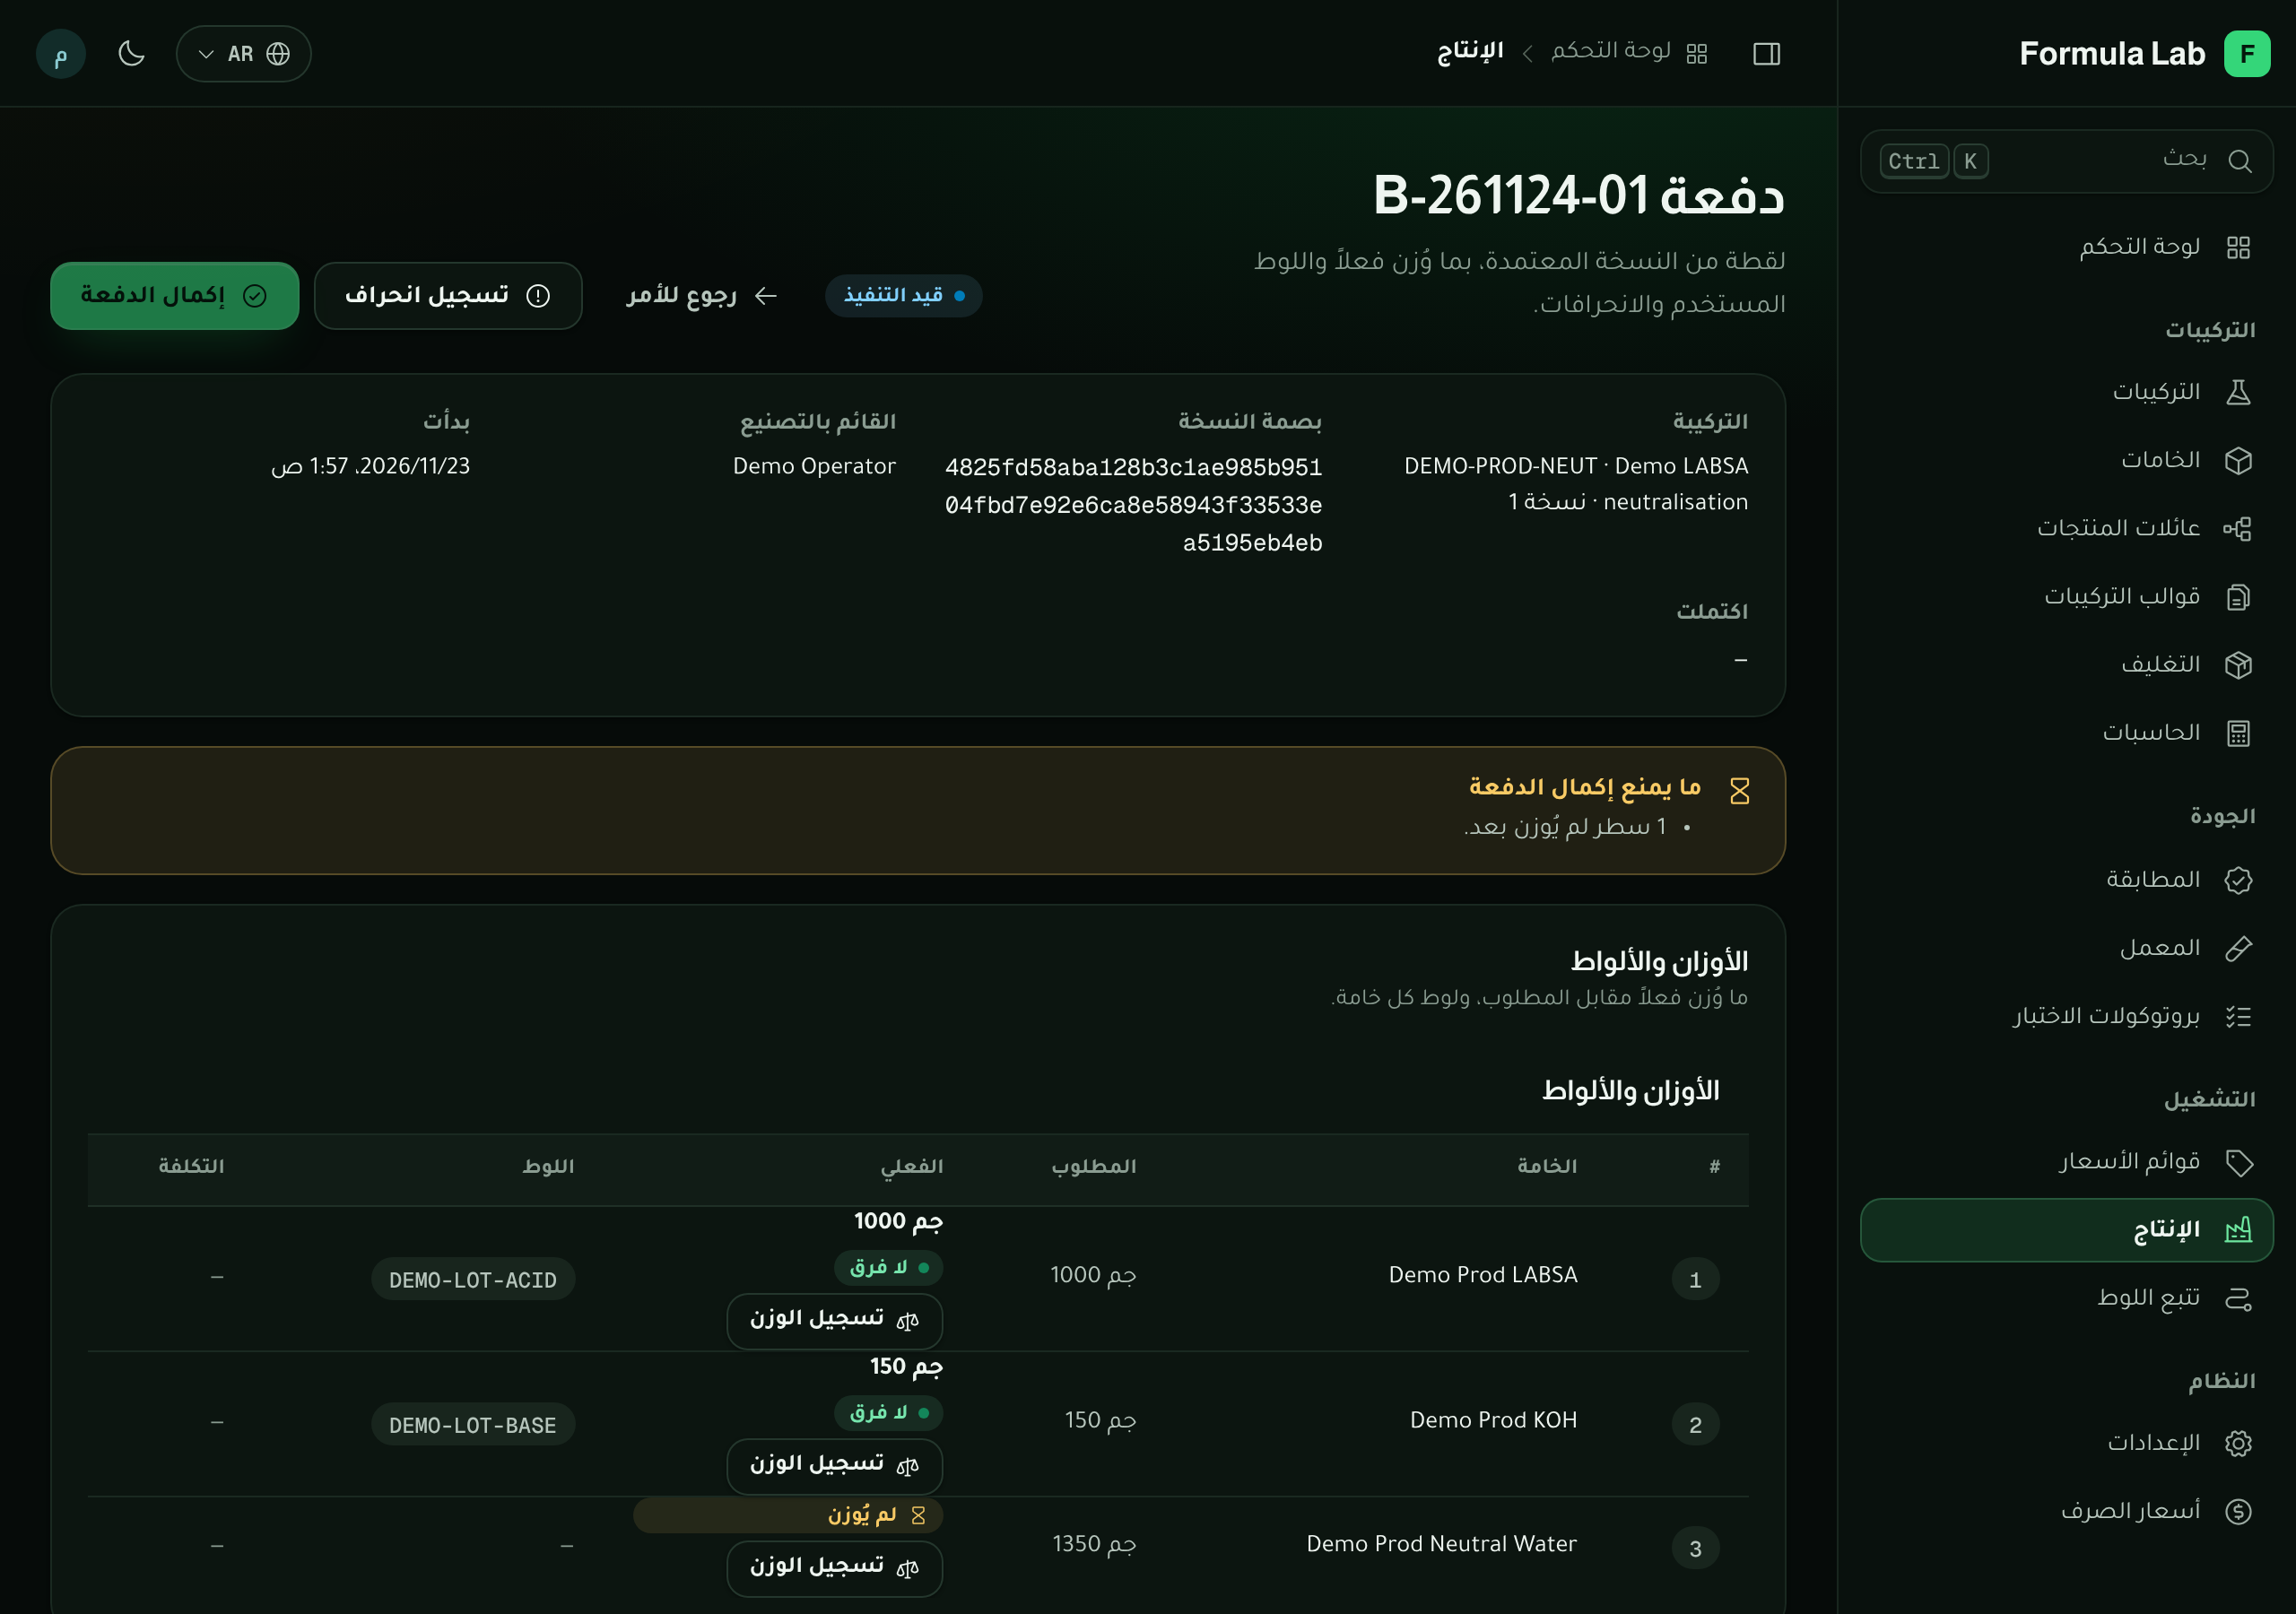 F Formula Lab
بحث Ctrl K
لوحة التحكم
التركيبات
التركيبات
الخامات
عائلات المنتجات
قوالب التركيبات
التغليف
الحاسبات
الجودة
المطابقة
المعمل
بروتوكولات الاختبار
التشغيل
قوائم الأسعار
الإنتاج
تتبع اللوط
النظام
الإعدادات
أسعار الصرف
لوحة التحكم
الإنتاج
AR
م
دفعة B-261124-01
لقطة من النسخة المعتمدة، بما وُزن فعلاً واللوط
المستخدم والانحرافات.
قيد التنفيذ
رجوع للأمر
تسجيل انحراف
إكمال الدفعة
التركيبة
DEMO-PROD-NEUT · Demo LABSA
neutralisation · نسخة 1
بصمة النسخة
4825fd58aba128b3c1ae985b951
04fbd7e92e6ca8e58943f33533e
a5195eb4eb
القائم بالتصنيع
Demo Operator
بدأت
2026/11/23، 1:57 ص
اكتملت
–
ما يمنع إكمال الدفعة
• 1 سطر لم يُوزن بعد.
الأوزان والألواط
ما وُزن فعلاً مقابل المطلوب، ولوط كل خامة.
الأوزان والألواط
# الخامة المطلوب الفعلي اللوط التكلفة
1 Demo Prod LABSA 1000 جم
1000 جم
لا فرق
تسجيل الوزن
DEMO-LOT-ACID –
2 Demo Prod KOH 150 جم
150 جم
لا فرق
تسجيل الوزن
DEMO-LOT-BASE –
3 Demo Prod Neutral Water 1350 جم
لم يُوزن
تسجيل الوزن
– –